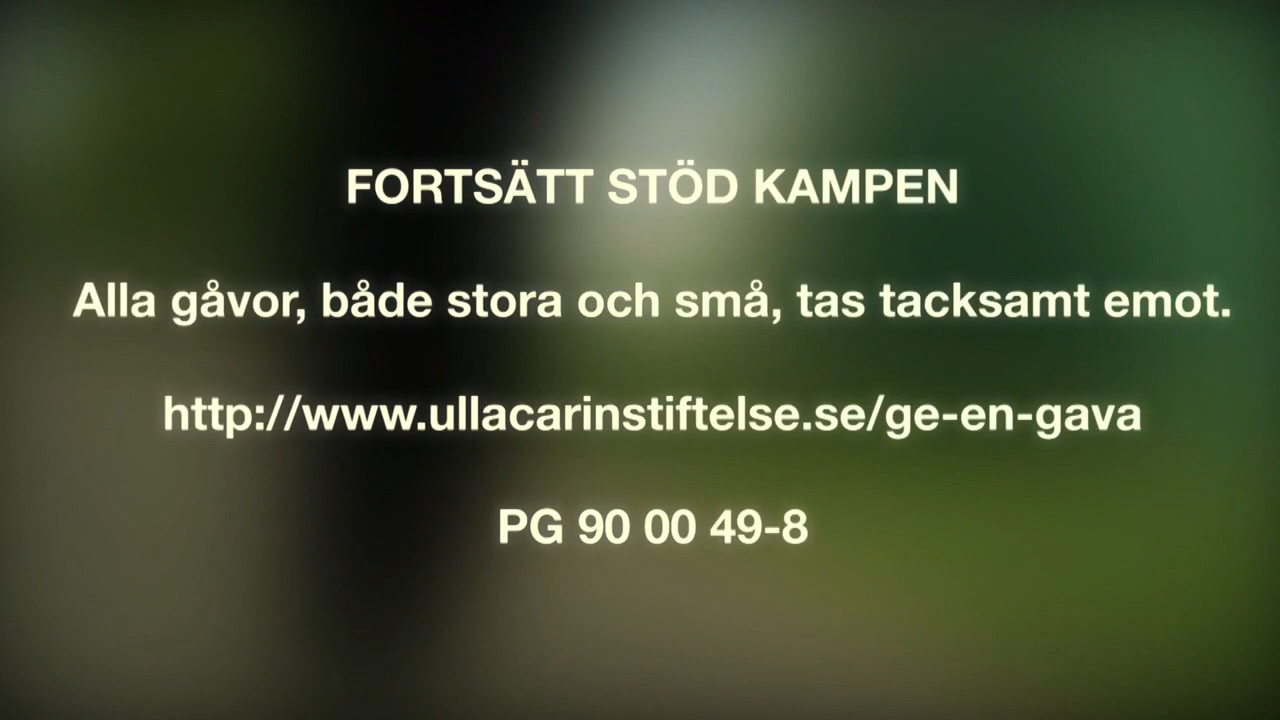 FORTSÄTT STÖD KAMPEN
Alla gåvor, både stora och små, tas tacksamt emot.
http://www.ullacarinstiftelse.se/ge-en-gava
PG 90 00 49-8